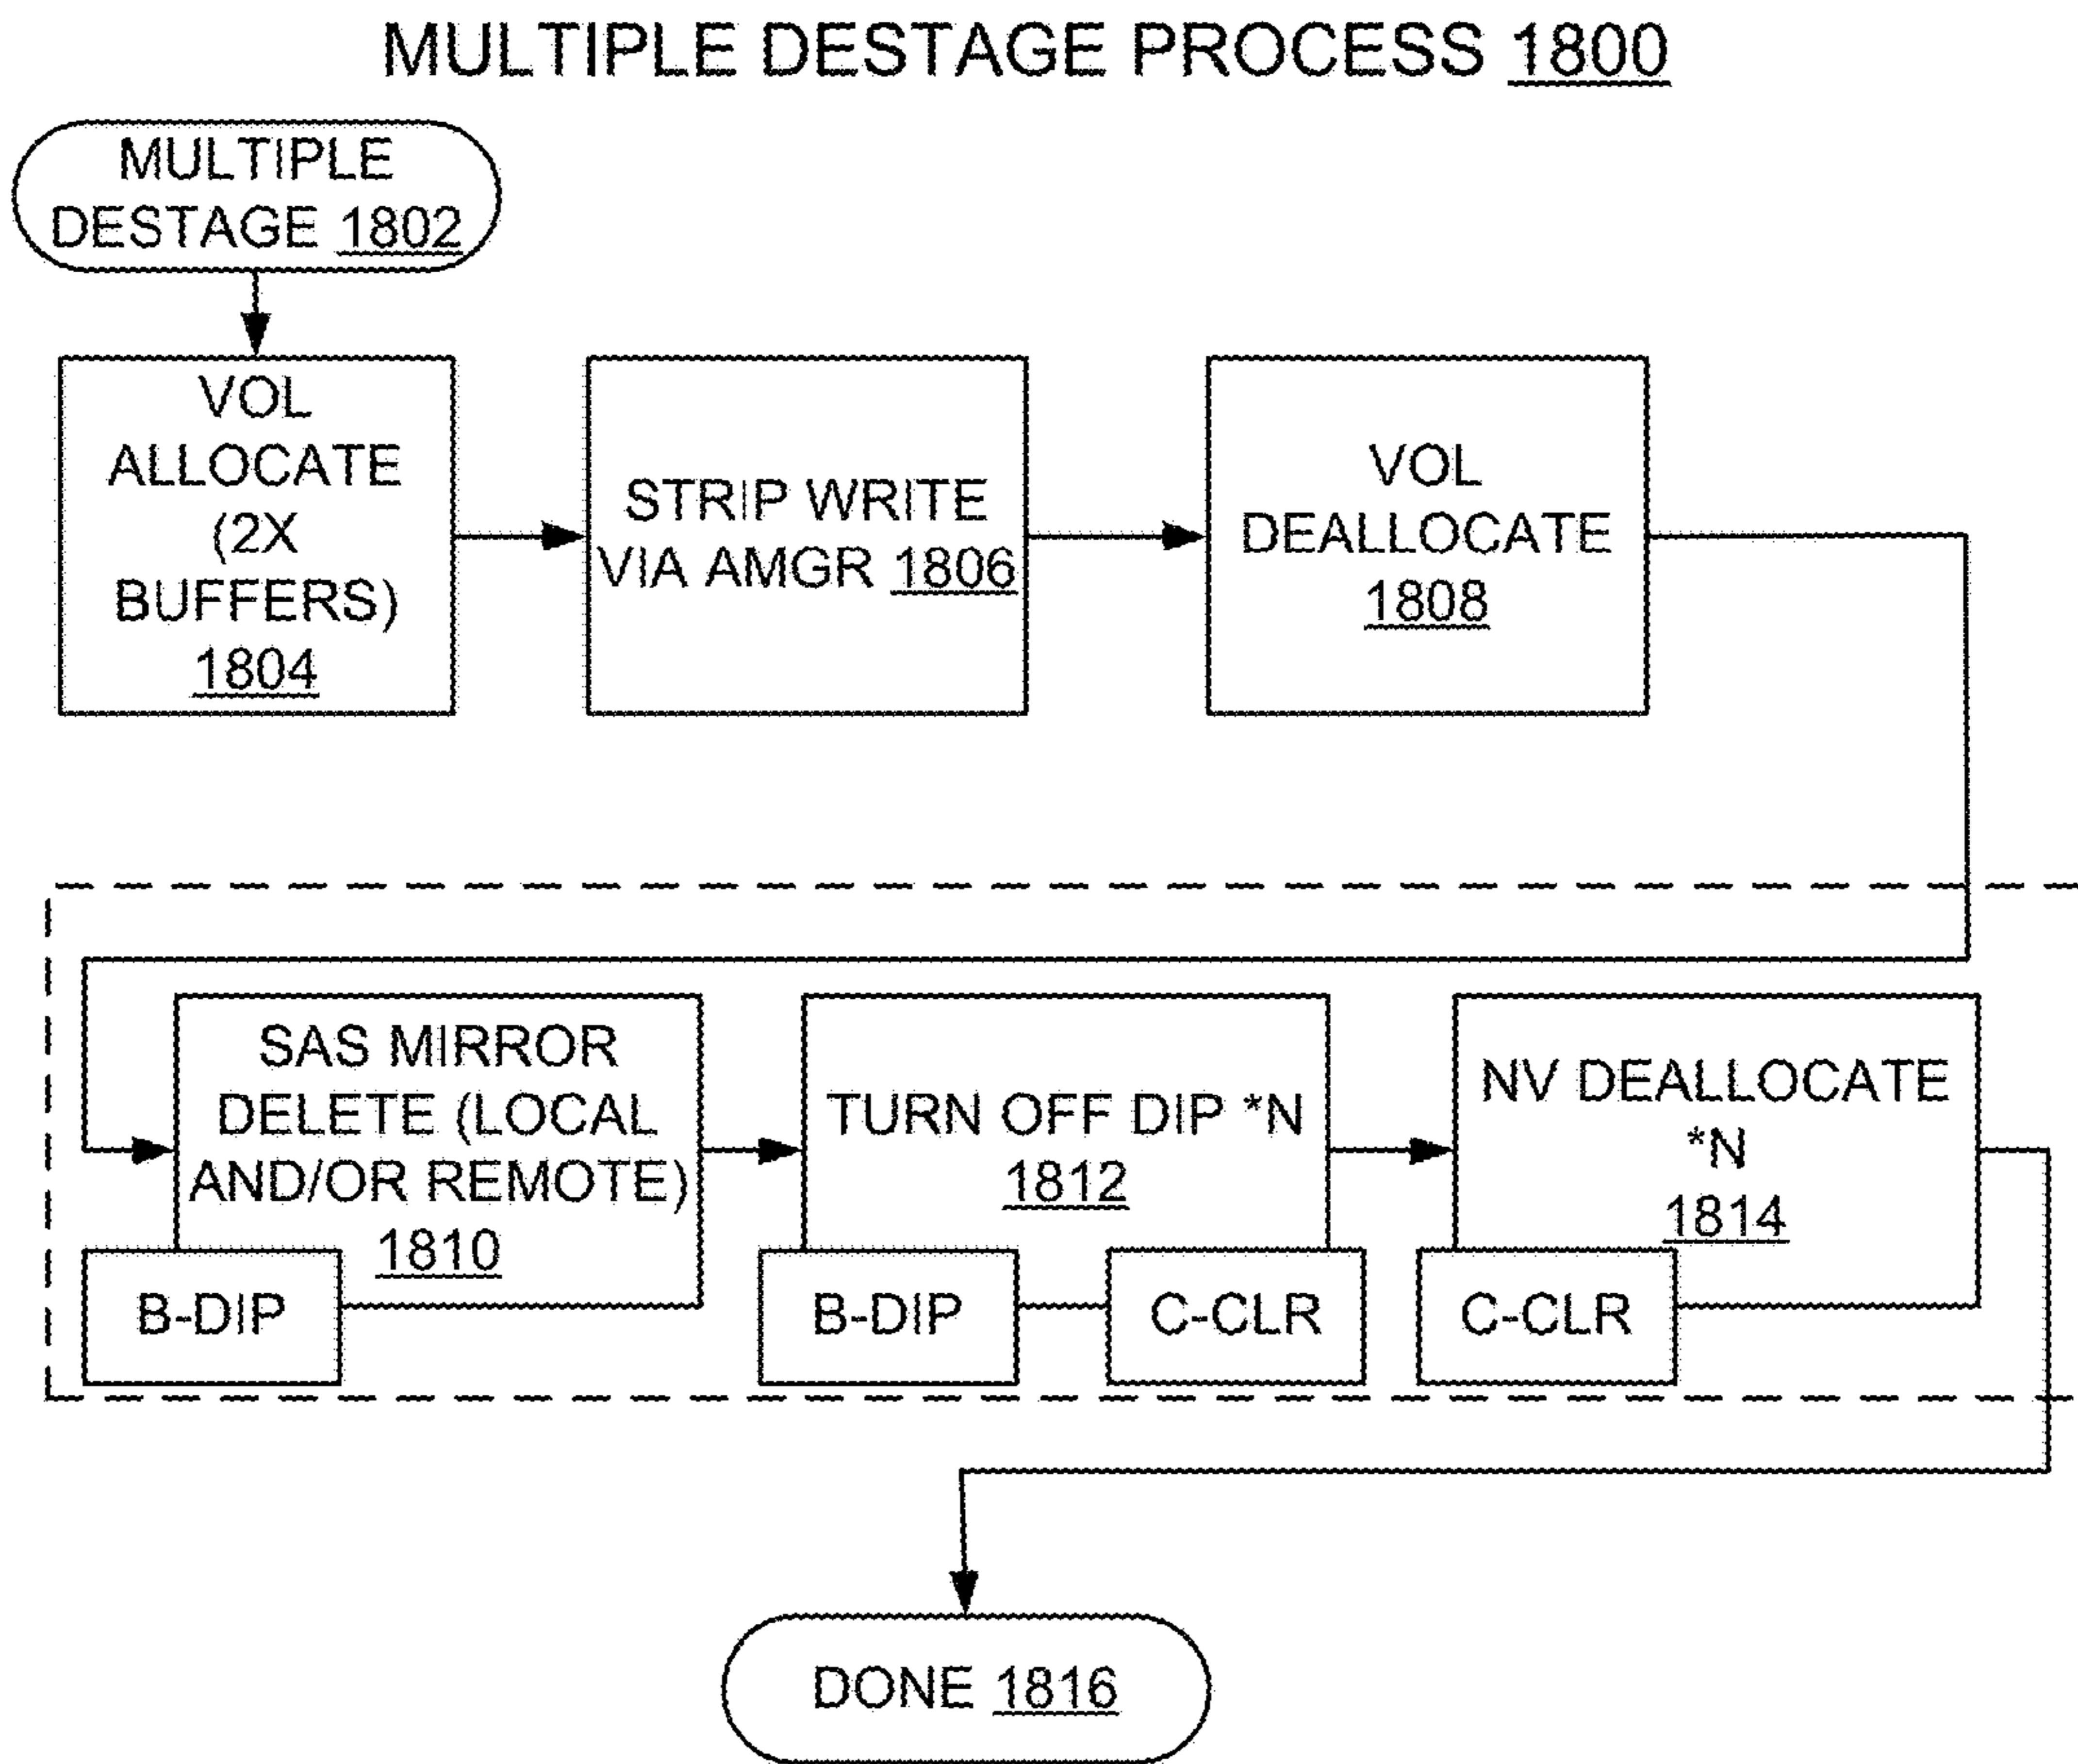 MULTIPLE DESTAGE PROCESS 1800
MULTIPLE
DESTAGE 1802
VOL
ALLOCATE
(2X
BUFFERS)
1804
STRIP WRITE
VIA AMGR 1806
VOL
DEALLOCATE
1808
SAS MIRROR
DELETE (LOCAL
AND/OR REMOTE)
1810
B-DIP
TURN OFF DIP *N
1812
B-DIP
C-CLR
NV DEALLOCATE
*N
1814
C-CLR
DONE 1816